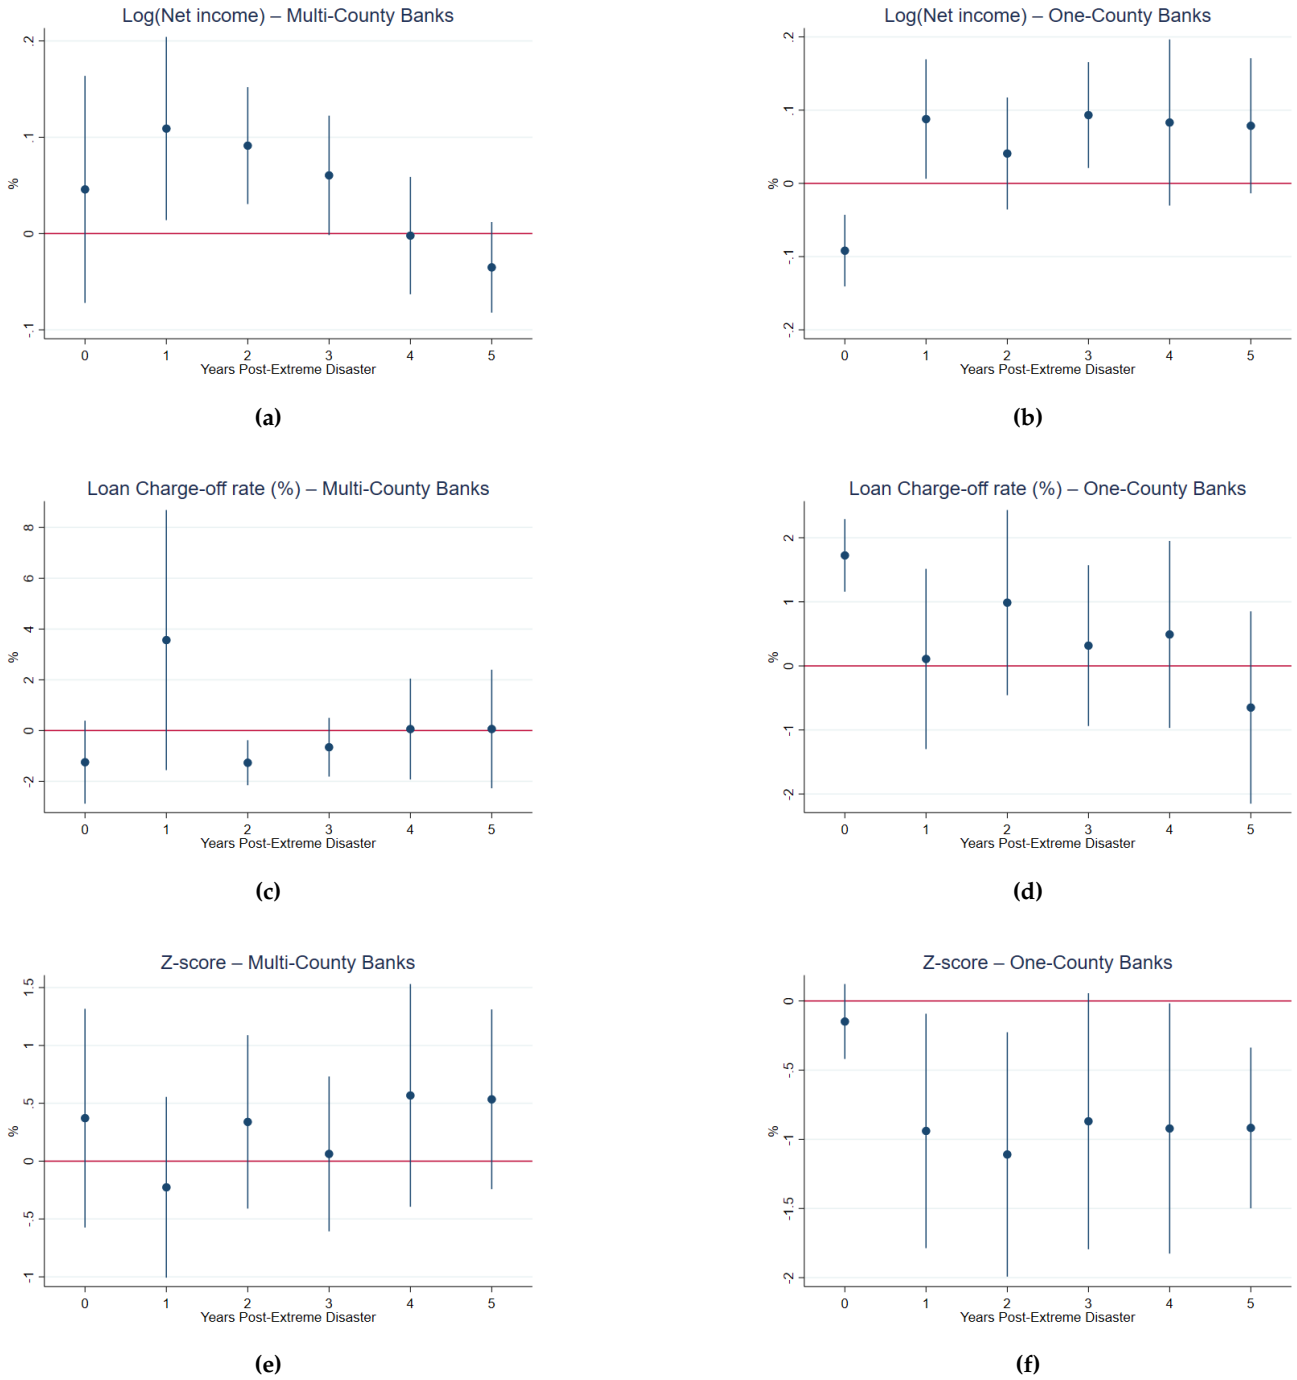 Log(Net income) – Multi-County Banks
.2
.1
0
-.1
%
0 1 2 3 4 5
Years Post-Extreme Disaster
(a)
Log(Net income) – One-County Banks
.2
.1
0
-.1
-.2
%
0 1 2 3 4 5
Years Post-Extreme Disaster
(b)
Loan Charge-off rate (%) – Multi-County Banks
8
6
4
2
0
-2
%
0 1 2 3 4 5
Years Post-Extreme Disaster
(c)
Loan Charge-off rate (%) – One-County Banks
2
1
0
-1
-2
%
0 1 2 3 4 5
Years Post-Extreme Disaster
(d)
Z-score – Multi-County Banks
1.5
1
.5
0
-.5
-1
%
0 1 2 3 4 5
Years Post-Extreme Disaster
(e)
Z-score – One-County Banks
0
-.5
-1
-1.5
-2
%
0 1 2 3 4 5
Years Post-Extreme Disaster
(f)